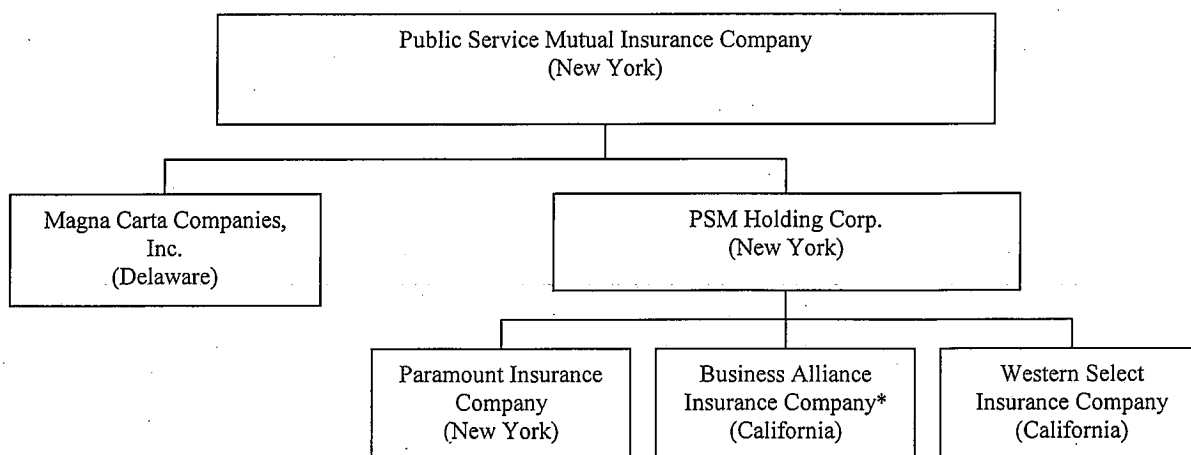 Public Service Mutual Insurance Company
(New York)
Magna Carta Companies,
Inc.
(Delaware)
PSM Holding Corp.
(New York)
Paramount Insurance
Company
(New York)
Business Alliance
Insurance Company*
(California)
Western Select
Insurance Company
(California)